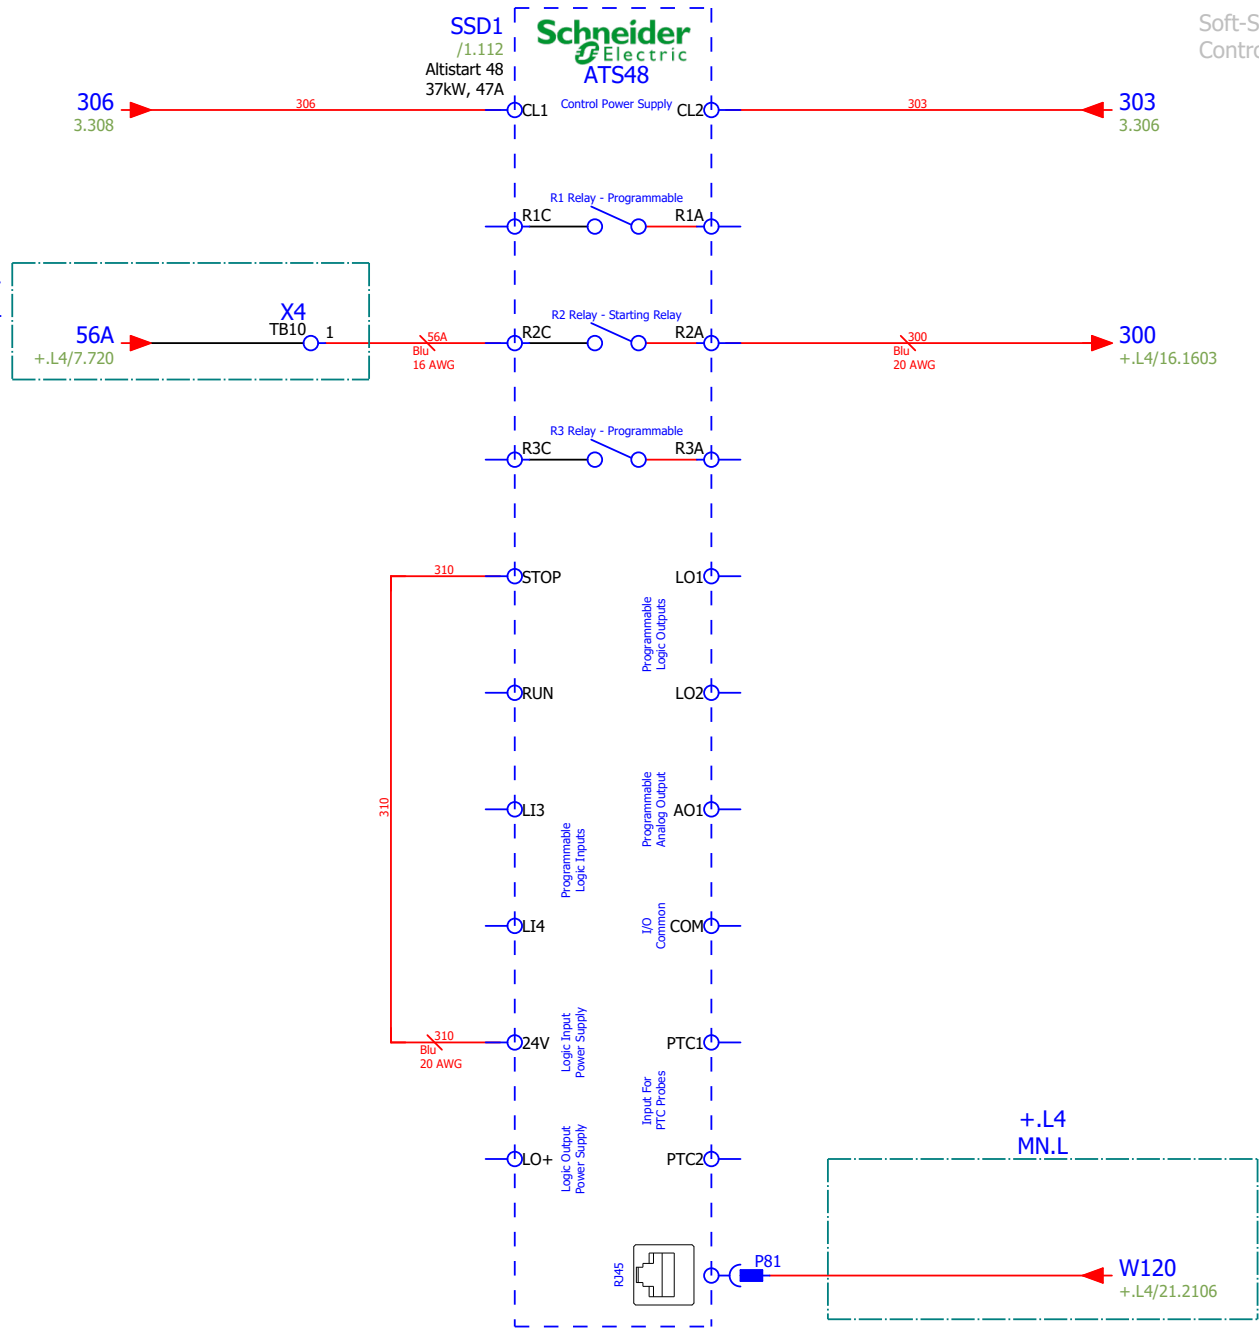 SSD1
/1.112
Altistart 48
37kW, 47A
Schneider
Electric
ATS48
Soft-S
Contro
306
3.308
306
CL1
Control Power Supply
CL2
303
303
3.306
R1 Relay - Programmable
R1C
R1A
X4
TB10
1
56A
+.L4/7.720
56A
Blu
16 AWG
R2 Relay - Starting Relay
R2C
R2A
300
Blu
20 AWG
300
+.L4/16.1603
R3 Relay - Programmable
R3C
R3A
310
STOP
LO1
Programmable
Logic Outputs
RUN
LO2
310
LI3
Programmable
Logic Inputs
Programmable
Analog Output
AO1
LI4
I/O
Common
COM
310
Blu
20 AWG
24V
Logic Input
Power Supply
PTC1
Input For
PTC Probes
LO+
Logic Output
Power Supply
PTC2
+.L4
MN.L
RJ45
P81
W120
+.L4/21.2106